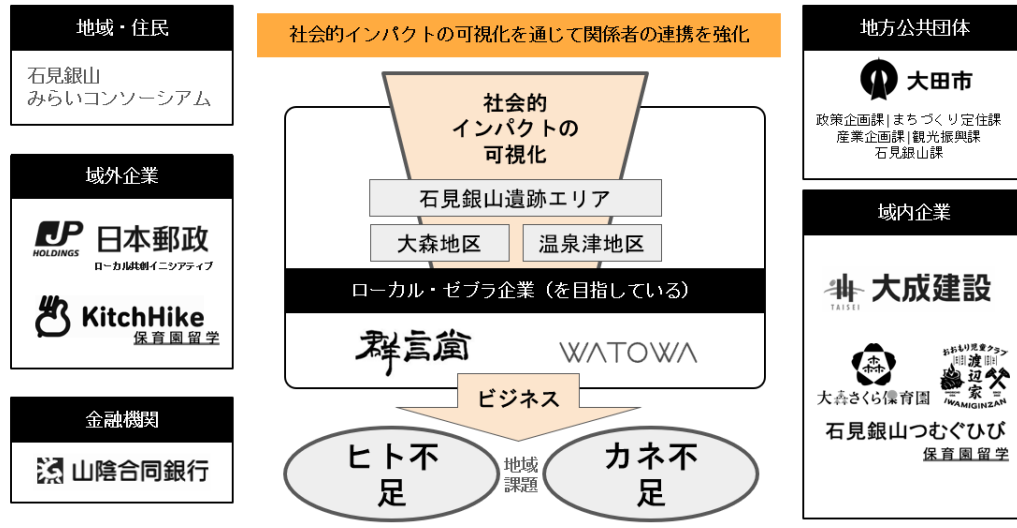 地域・住民
石見銀山
みらいコンソーシアム
域外企業
JP
HOLDINGS
日本郵政
ローカル共創イニシアティブ
KitchHike
保育園留学
金融機関
山陰合同銀行
社会的インパクトの可視化を通じて関係者の連携を強化
社会的
インパクトの
可視化
石見銀山遺跡エリア
大森地区
温泉津地区
ローカル・ゼブラ企業（を目指している）
群言堂
WATOWA
ビジネス
ヒト不
足
地域
課題
カネ不
足
地方公共団体
大田市
政策企画課|まちづくり定住課
産業企画課|観光振興課
石見銀山課
域内企業
TAISEI
大成建設
森
大森さくら保育園
おおもり児童クラブ
渡辺家
IWAMIGINZAN
石見銀山つむぐひび
保育園留学